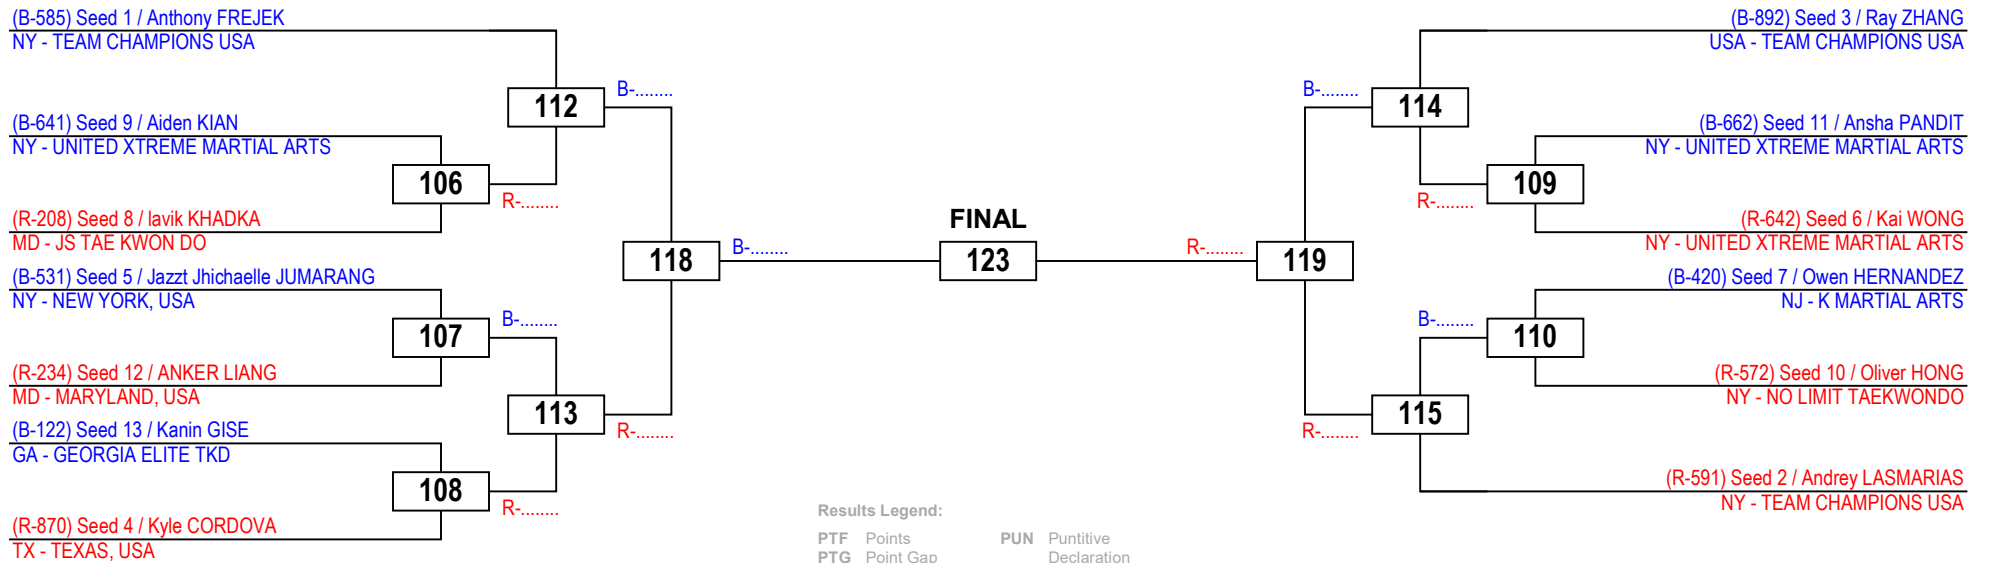 (B-585) Seed 1 / Anthony FREJEK
NY - TEAM CHAMPIONS USA
(B-641) Seed 9 / Aiden KIAN
NY - UNITED XTREME MARTIAL ARTS
(R-208) Seed 8 / lavik KHADKA
MD - JS TAE KWON DO
(B-531) Seed 5 / Jazzt Jhichaelle JUMARANG
NY - NEW YORK, USA
(R-234) Seed 12 / ANKER LIANG
MD - MARYLAND, USA
(B-122) Seed 13 / Kanin GISE
GA - GEORGIA ELITE TKD
(R-870) Seed 4 / Kyle CORDOVA
TX - TEXAS, USA
106
107
108
R-........
B-........
R-........
112
113
B-........
R-........
118
B-........
FINAL
123
R-........
119
B-........
R-........
114
115
R-........
B-........
109
110
(B-892) Seed 3 / Ray ZHANG
USA - TEAM CHAMPIONS USA
(B-662) Seed 11 / Ansha PANDIT
NY - UNITED XTREME MARTIAL ARTS
(R-642) Seed 6 / Kai WONG
NY - UNITED XTREME MARTIAL ARTS
(B-420) Seed 7 / Owen HERNANDEZ
NJ - K MARTIAL ARTS
(R-572) Seed 10 / Oliver HONG
NY - NO LIMIT TAEKWONDO
(R-591) Seed 2 / Andrey LASMARIAS
NY - TEAM CHAMPIONS USA
Results Legend:
PTF Points
PTG Point Gap
PUN Puntitive
Declaration